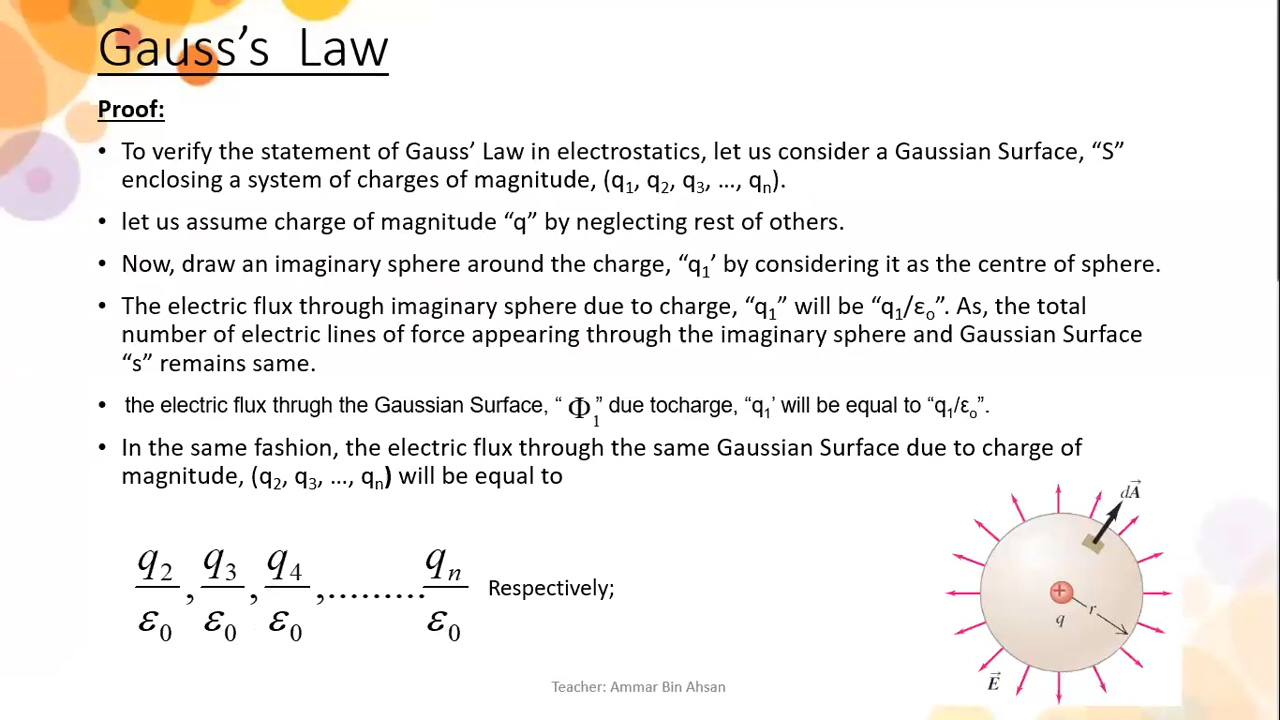 Gauss’s Law
Proof:
• To verify the statement of Gauss’ Law in electrostatics, let us consider a Gaussian Surface, “S”
enclosing a system of charges of magnitude, (q₁, q₂, q₃, …, qₙ).
• let us assume charge of magnitude “q” by neglecting rest of others.
• Now, draw an imaginary sphere around the charge, “q₁’ by considering it as the centre of sphere.
• The electric flux through imaginary sphere due to charge, “q₁” will be “q₁/εₒ”. As, the total
number of electric lines of force appearing through the imaginary sphere and Gaussian Surface
“s” remains same.
• the electric flux thrugh the Gaussian Surface, “ Φ₁” due tocharge, “q₁’ will be equal to “q₁/εₒ”.
• In the same fashion, the electric flux through the same Gaussian Surface due to charge of
magnitude, (q₂, q₃, …, qₙ) will be equal to
q₂/ε₀, q₃/ε₀, q₄/ε₀, ......... qₙ/ε₀ Respectively;
dA⃗
+
r
q
E⃗
Teacher: Ammar Bin Ahsan